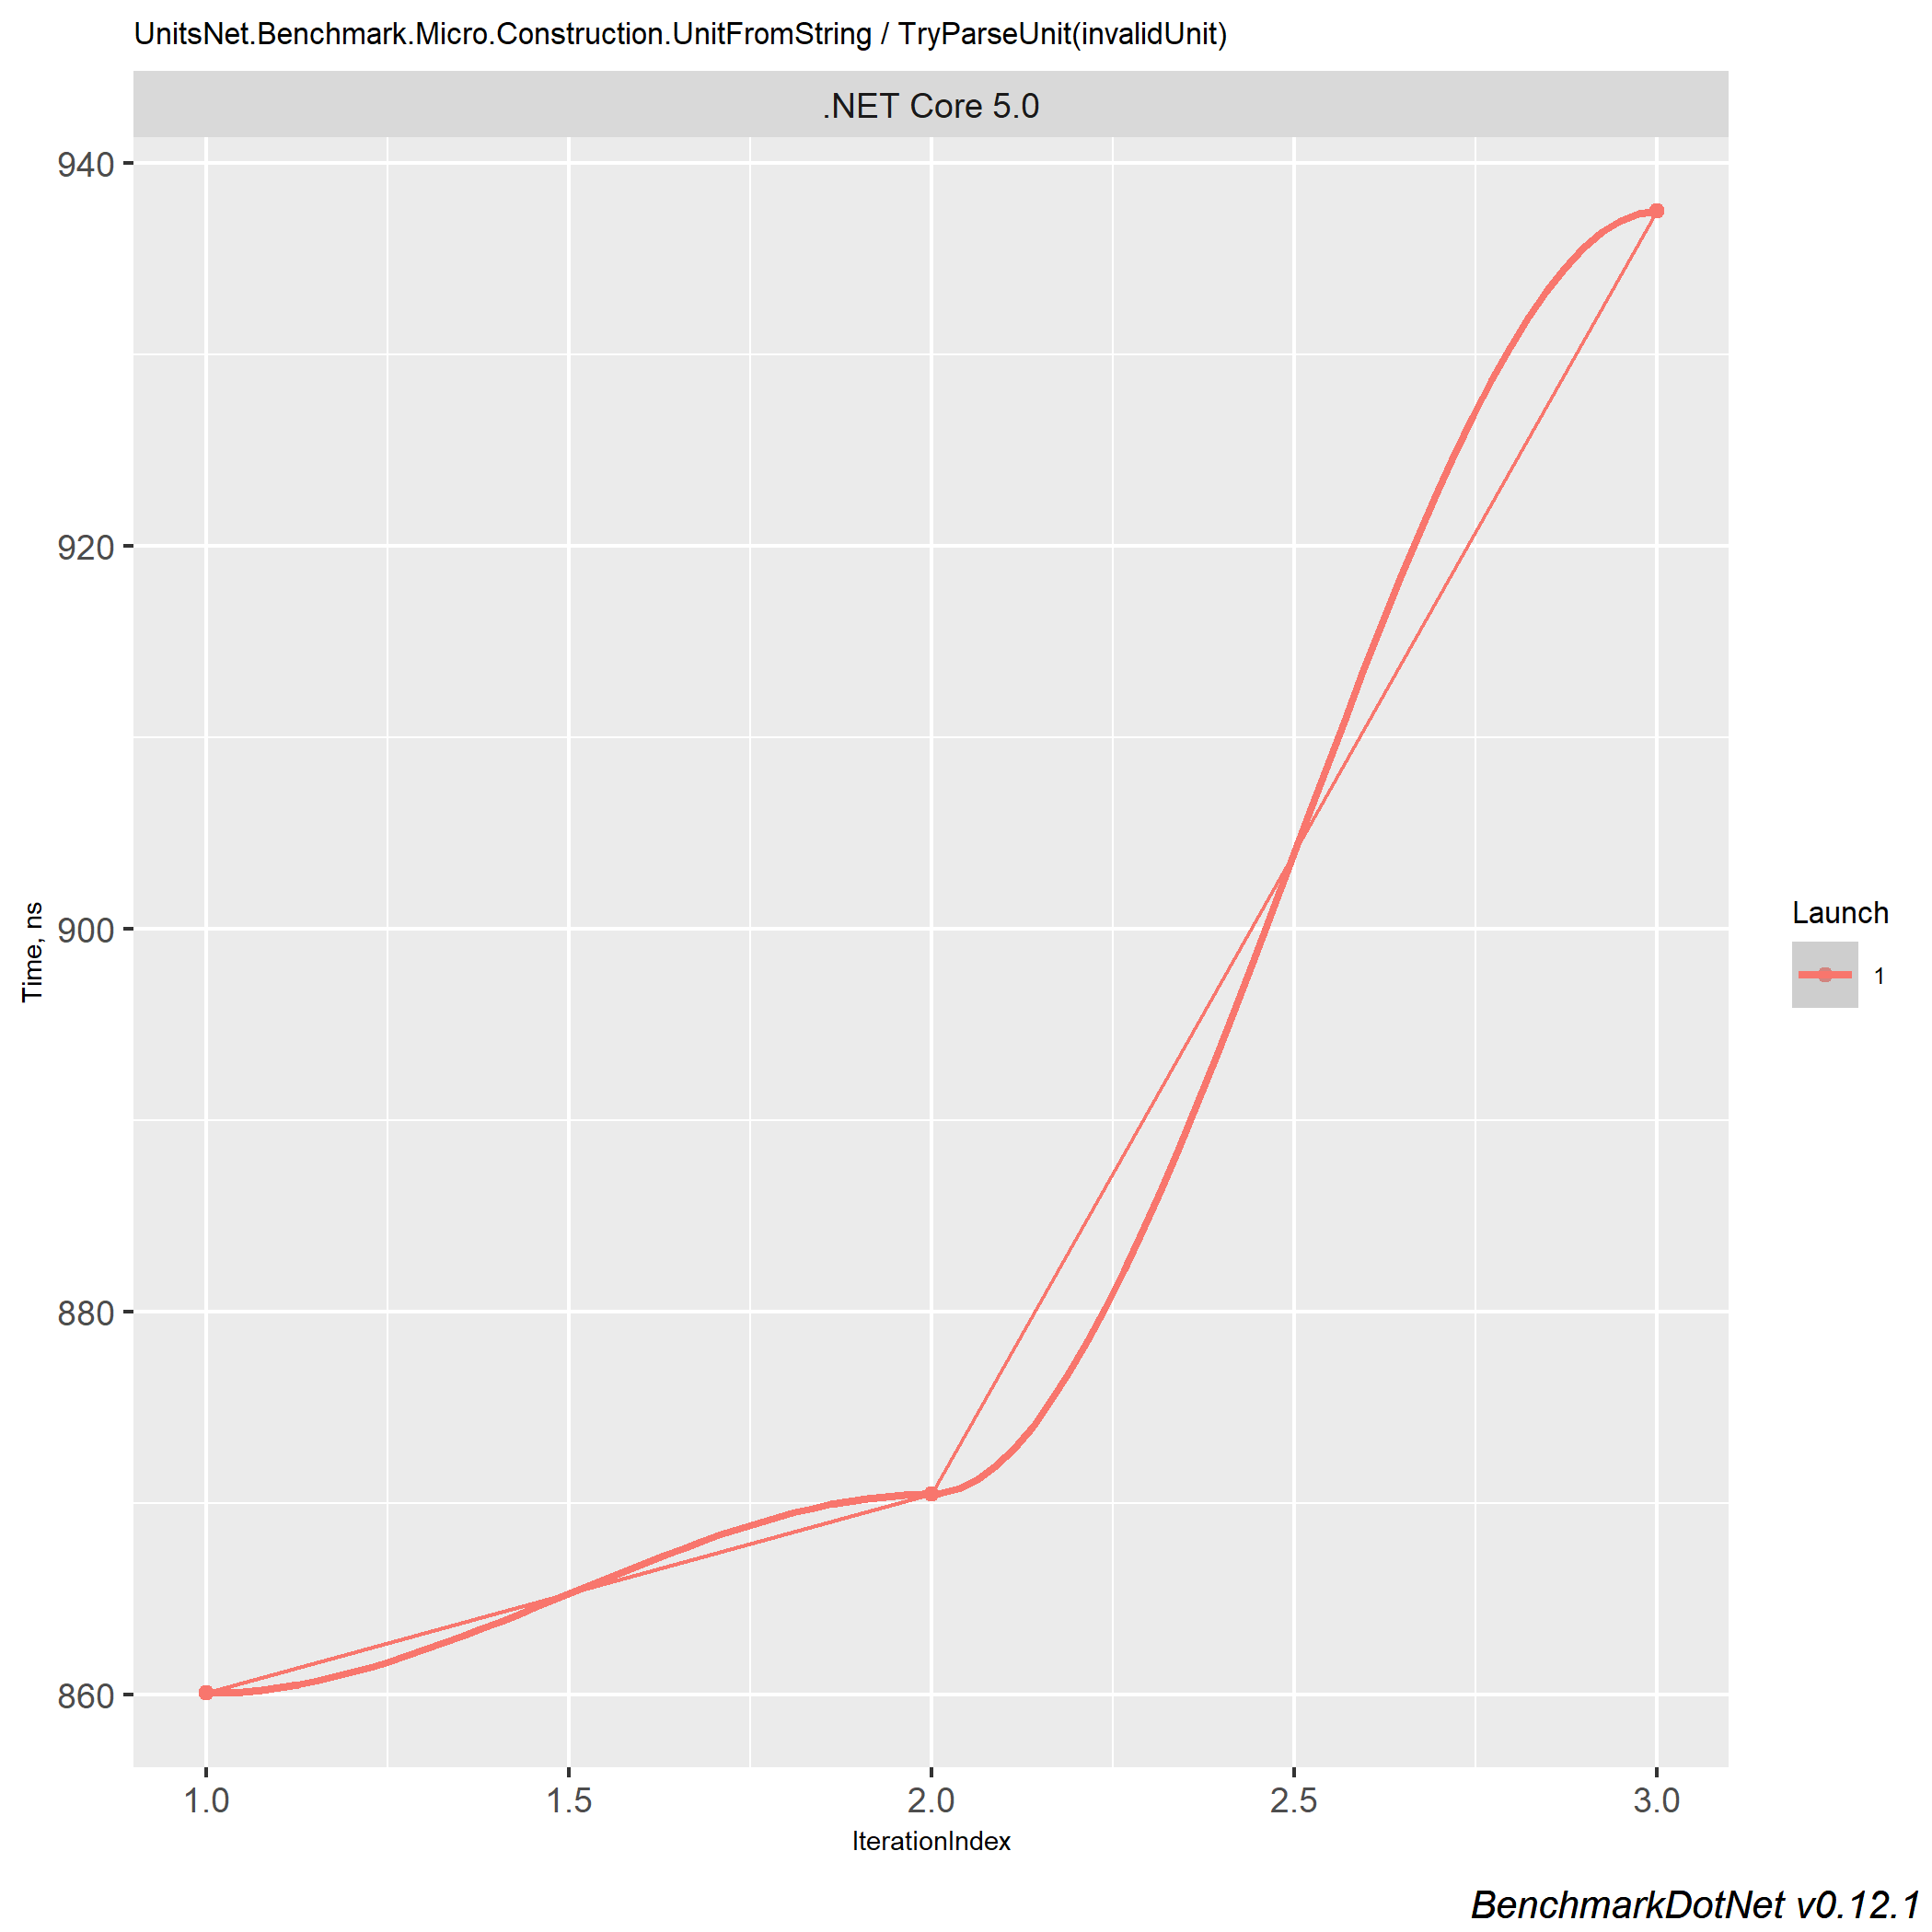 UnitsNet.Benchmark.Micro.Construction.UnitFromString / TryParseUnit(invalidUnit)
.NET Core 5.0
940
920
900
880
860
Time, ns
1.0 1.5 2.0 2.5 3.0
IterationIndex
Launch
1
BenchmarkDotNet v0.12.1